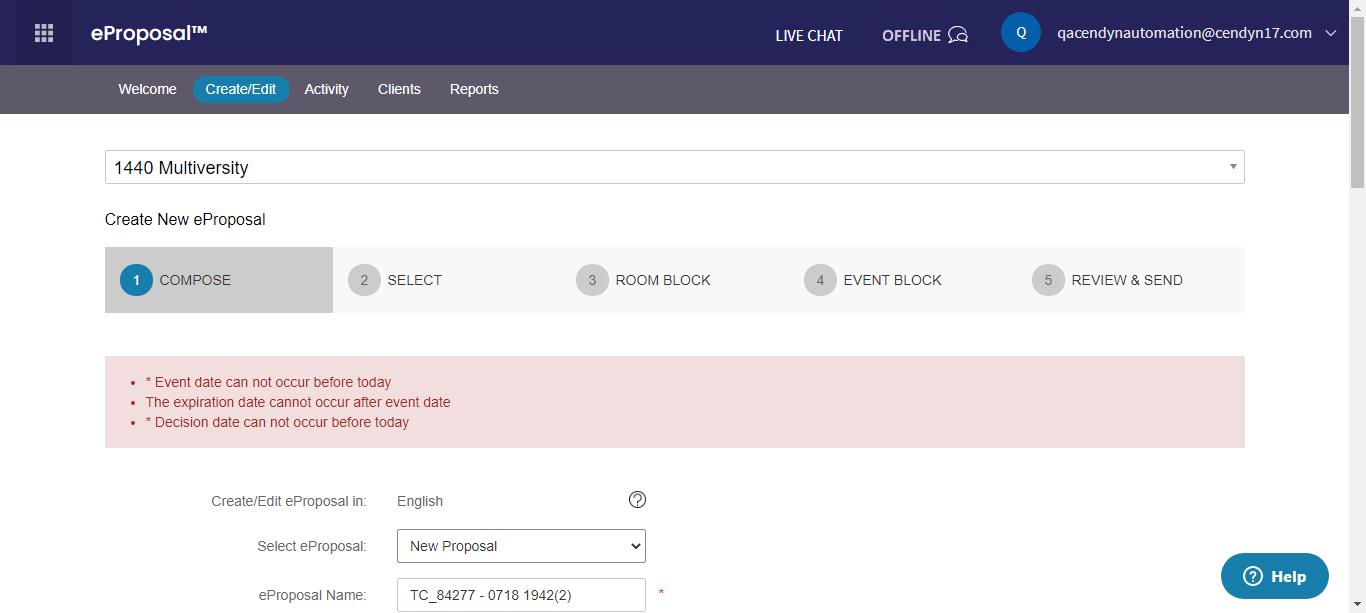 eProposal™
LIVE CHAT
OFFLINE
Q
qacendynautomation@cendyn17.com
Welcome
Create/Edit
Activity
Clients
Reports
1440 Multiversity
Create New eProposal
1 COMPOSE
2 SELECT
3 ROOM BLOCK
4 EVENT BLOCK
5 REVIEW & SEND
* Event date can not occur before today
The expiration date cannot occur after event date
* Decision date can not occur before today
Create/Edit eProposal in: English ?
Select eProposal: New Proposal
eProposal Name: TC_84277 - 0718 1942(2) *
? Help